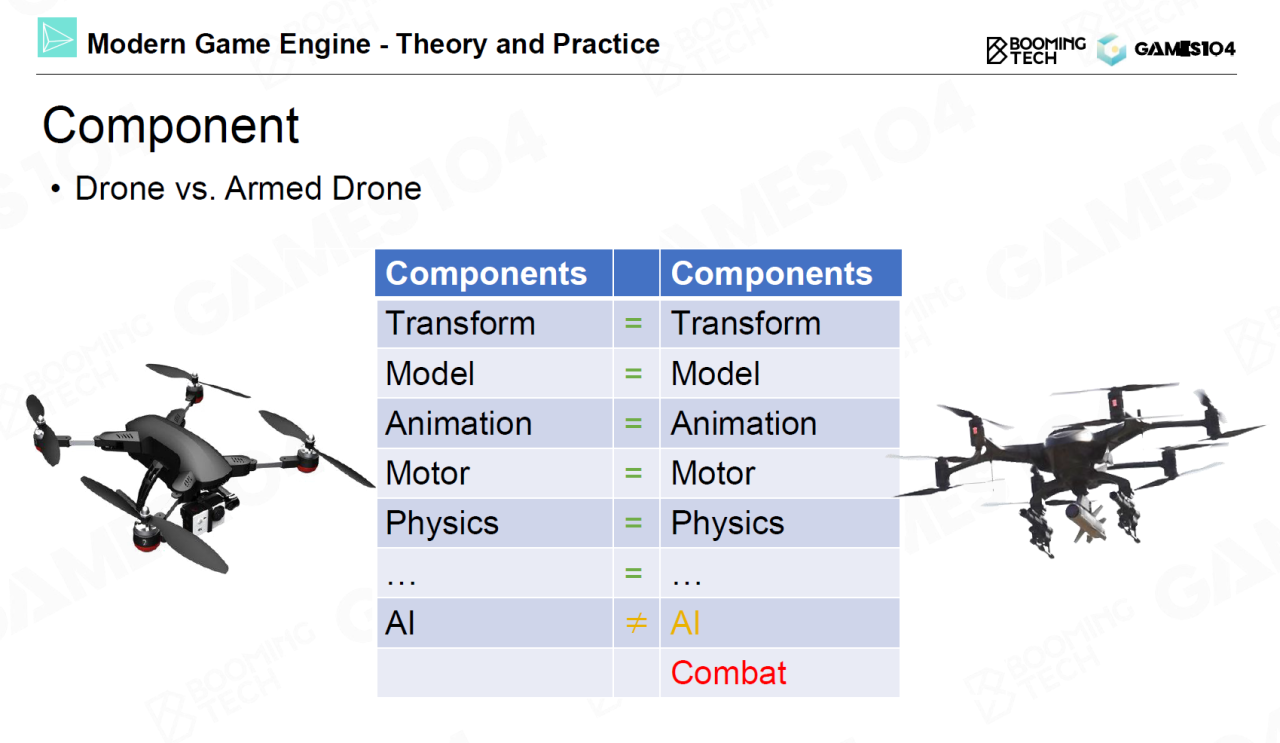 Modern Game Engine - Theory and Practice
BOOMING
TECH
GAMES104
Component
• Drone vs. Armed Drone
Components Components
Transform = Transform
Model = Model
Animation = Animation
Motor = Motor
Physics = Physics
… = …
AI ≠ AI
Combat